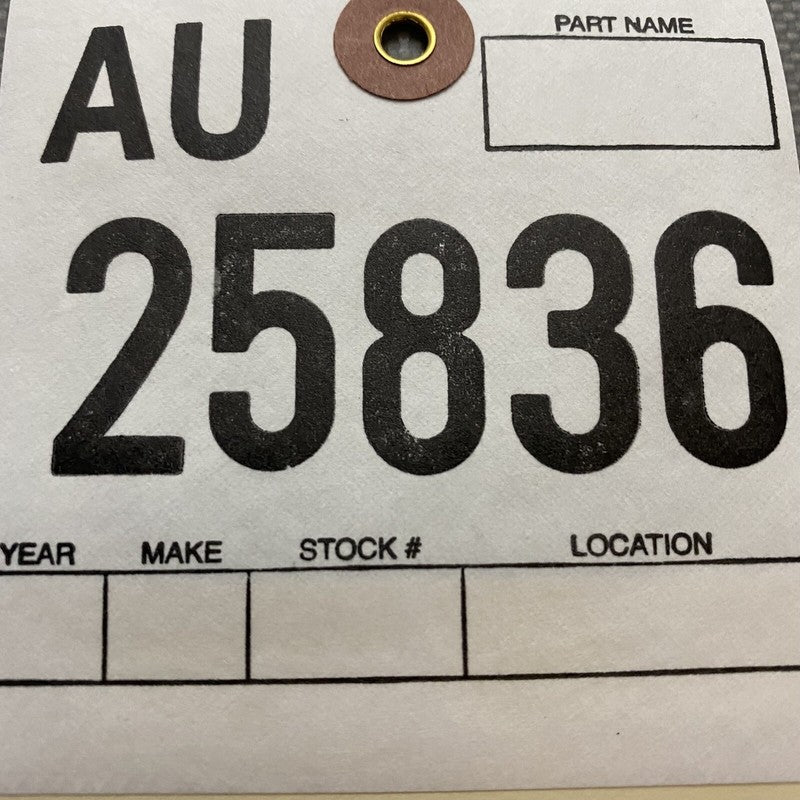 AU
PART NAME
25836
YEAR MAKE STOCK # LOCATION